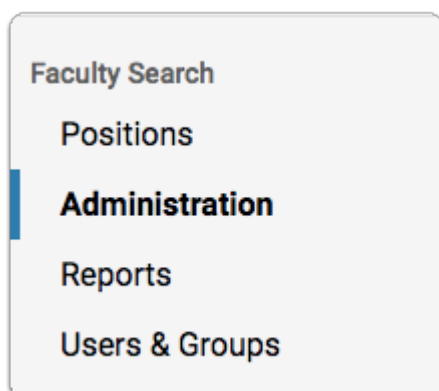 Faculty Search
Positions
Administration
Reports
Users & Groups